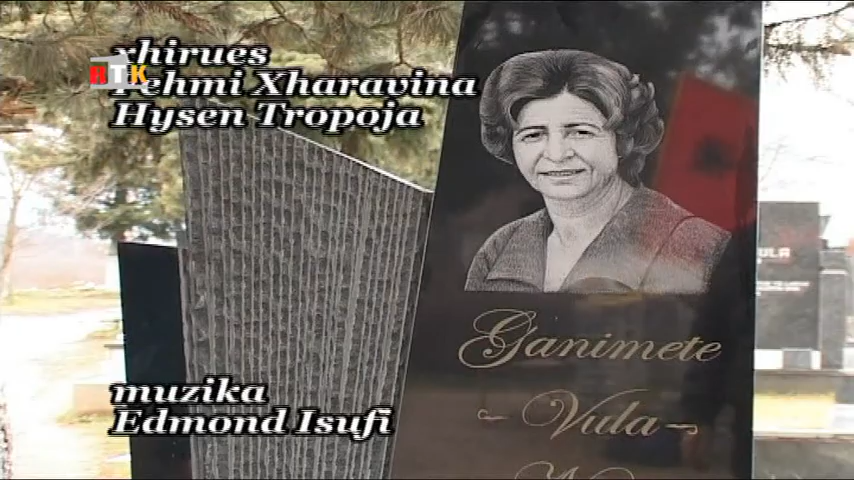 xhirues
RTK
Fehmi Xharavina
Hysen Tropoja
Ganimete
Vula
muzika
Edmond Isufi